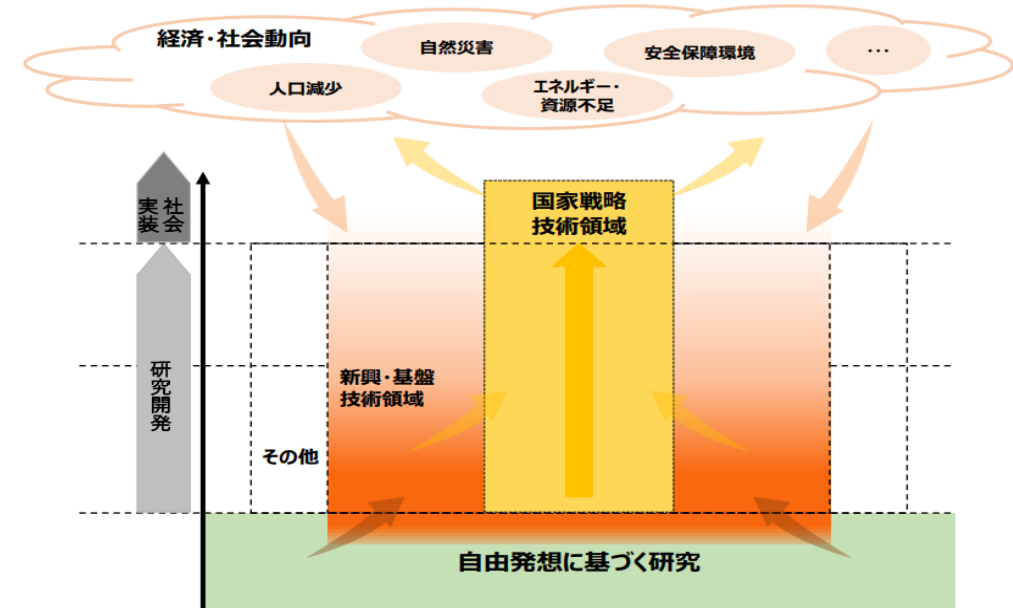 経済・社会動向
自然災害
安全保障環境
…
人口減少
エネルギー・
資源不足
社会
実装
国家戦略
技術領域
研究開発
新興・基盤
技術領域
その他
自由発想に基づく研究